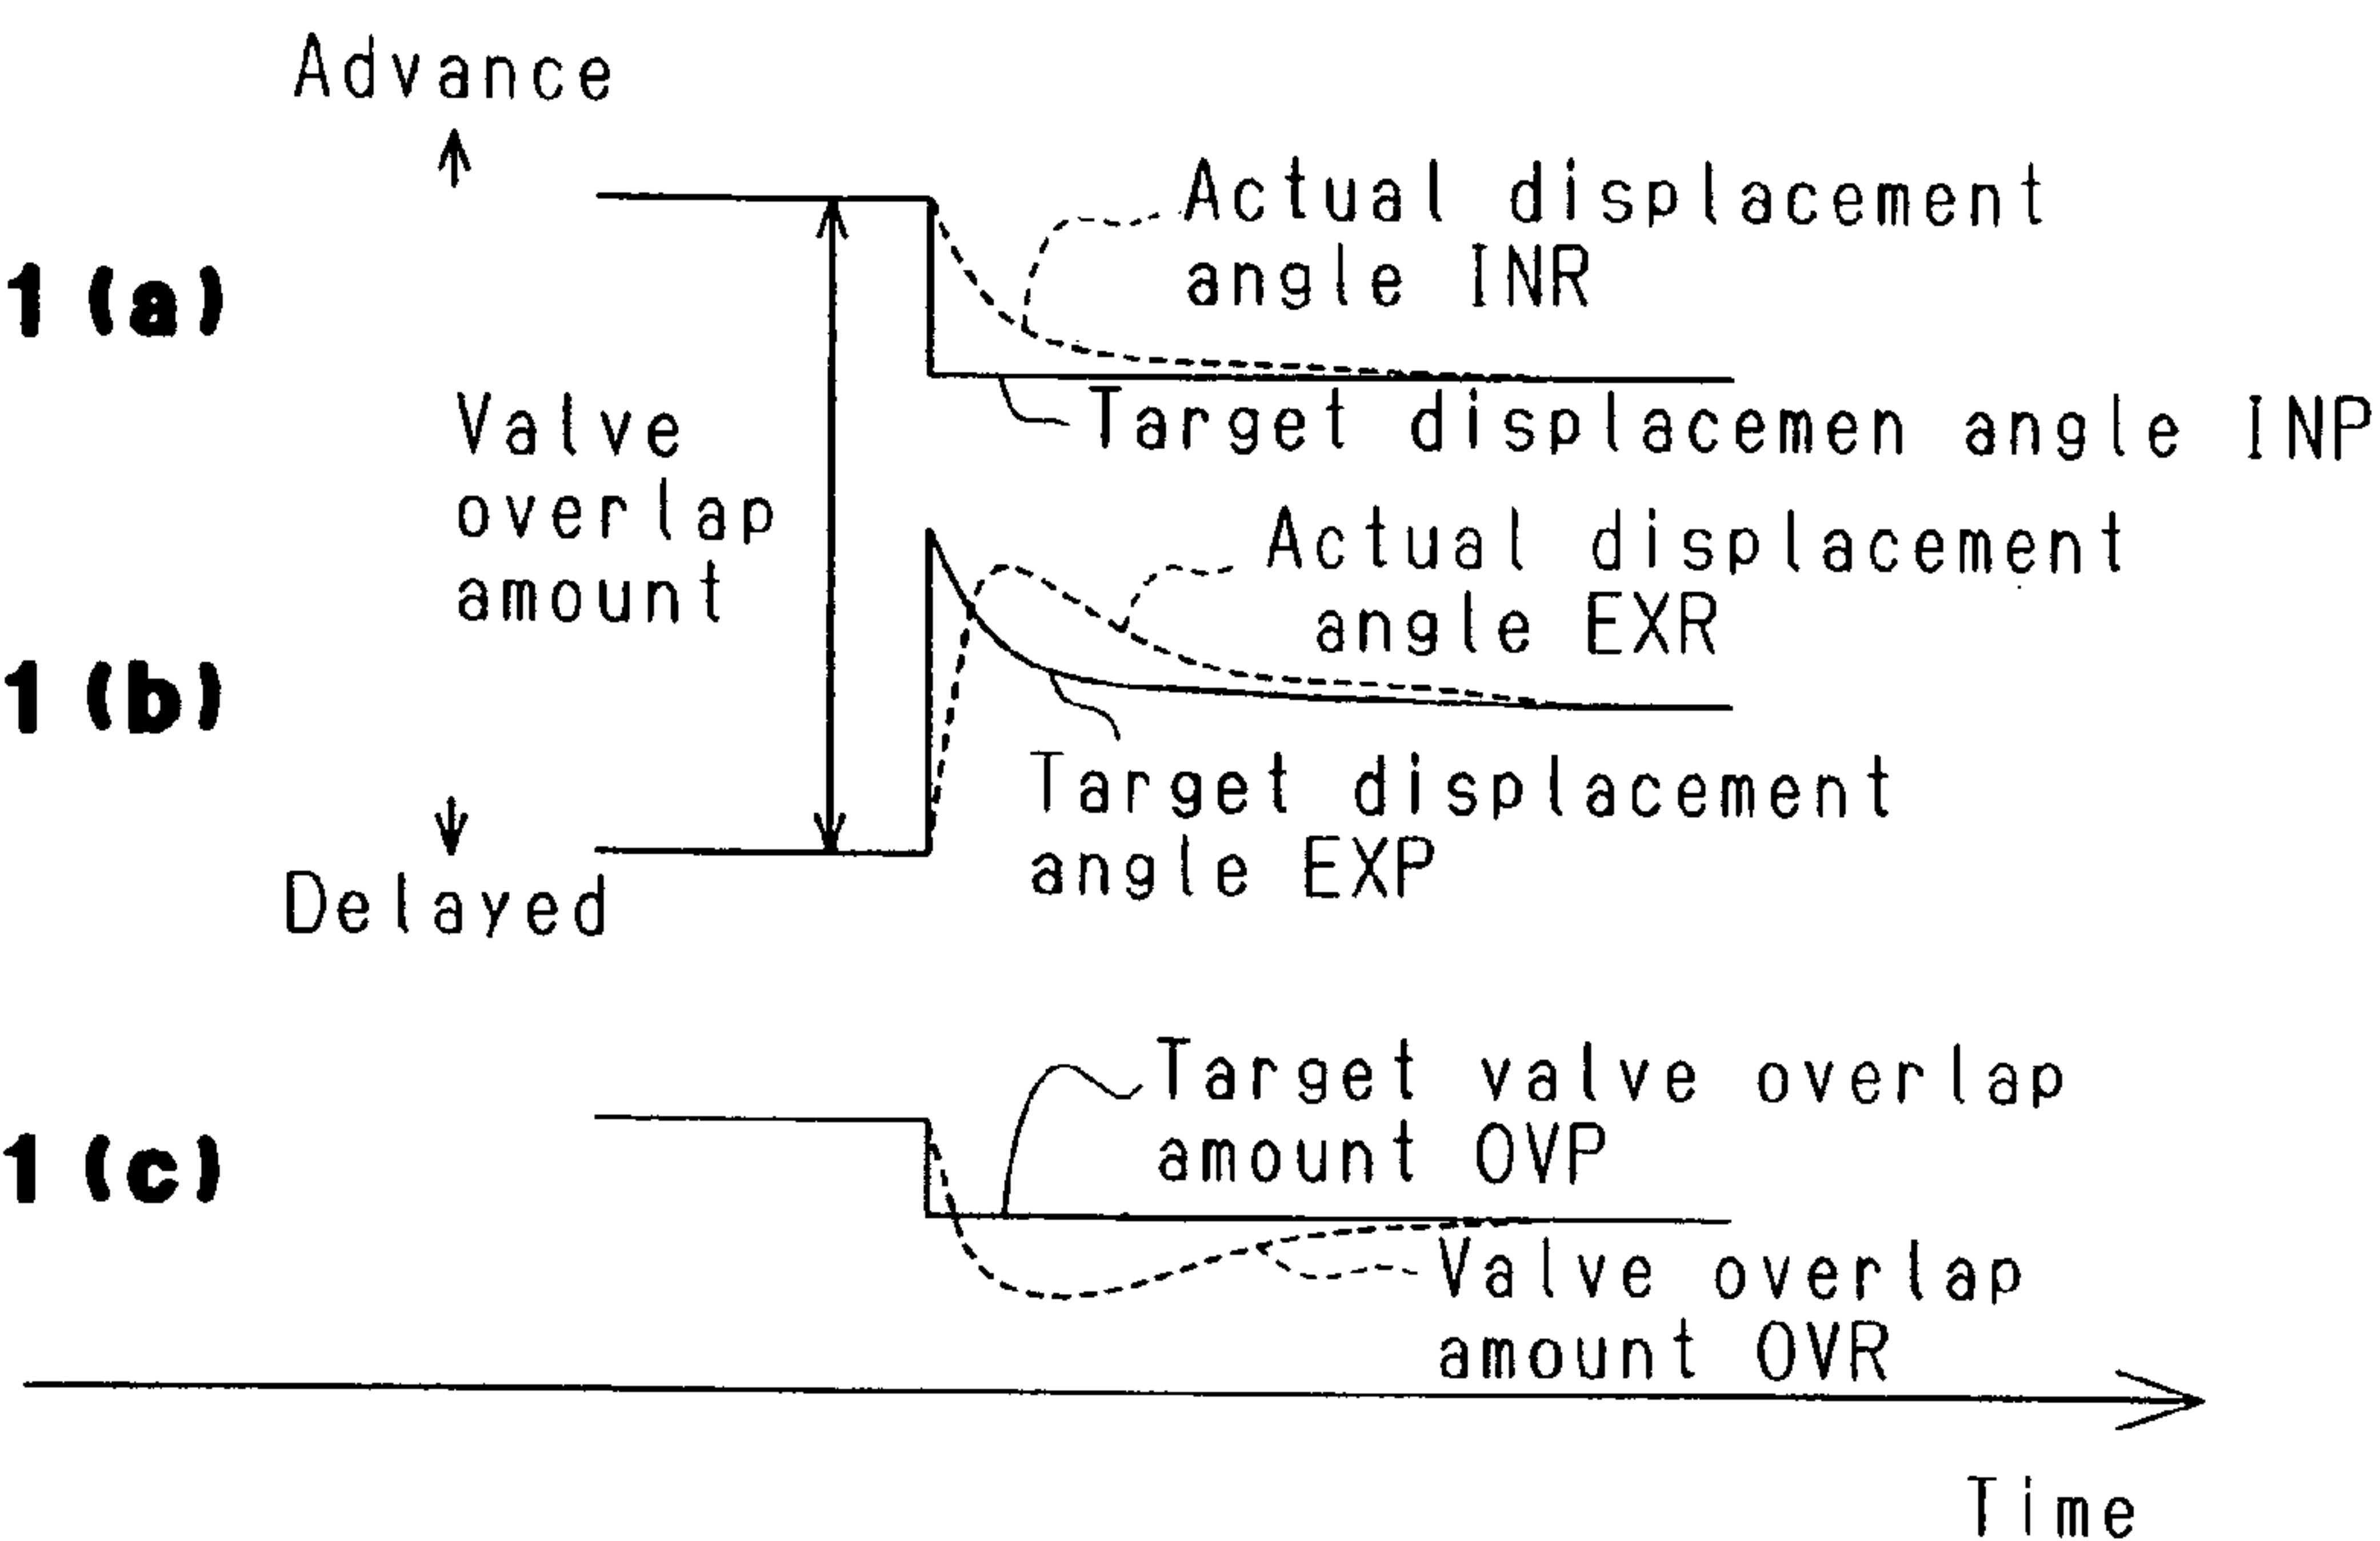 Advance
1(a)
Actual displacement
angle INR
Target displacemen angle INP
Valve
overlap
amount
Actual displacement
angle EXR
1(b)
Target displacement
angle EXP
Delayed
1(c)
Target valve overlap
amount OVP
Valve overlap
amount OVR
Time